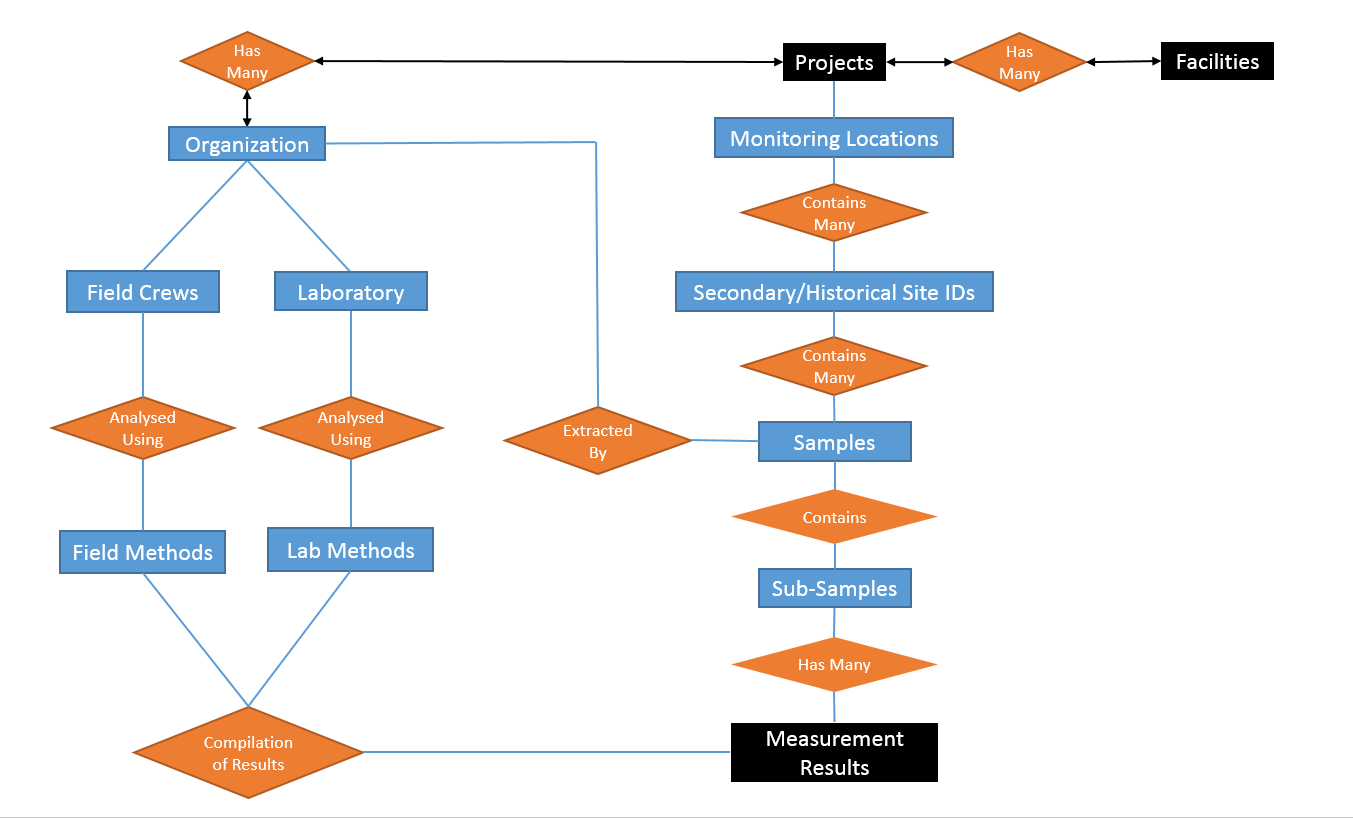 Has
Many
Projects
Has
Many
Facilities
Organization
Monitoring Locations
Contains
Many
Field Crews
Laboratory
Secondary/Historical Site IDs
Contains
Many
Analysed
Using
Analysed
Using
Extracted
By
Samples
Contains
Field Methods
Lab Methods
Sub-Samples
Has Many
Compilation
of Results
Measurement
Results